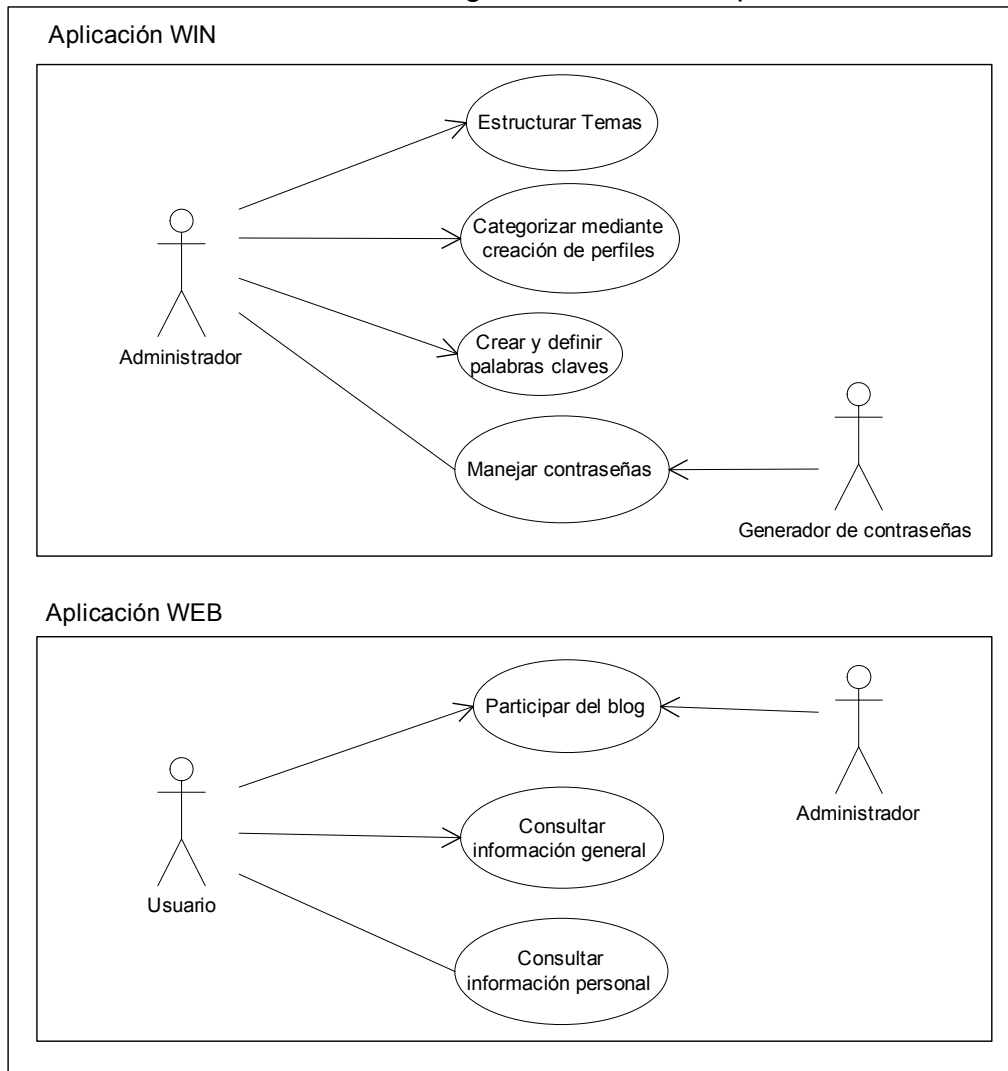 Aplicación WIN
Estructurar Temas
Categorizar mediante
creación de perfiles
Crear y definir
palabras claves
Administrador
Manejar contraseñas
Generador de contraseñas
Aplicación WEB
Participar del blog
Administrador
Consultar
información general
Usuario
Consultar
información personal